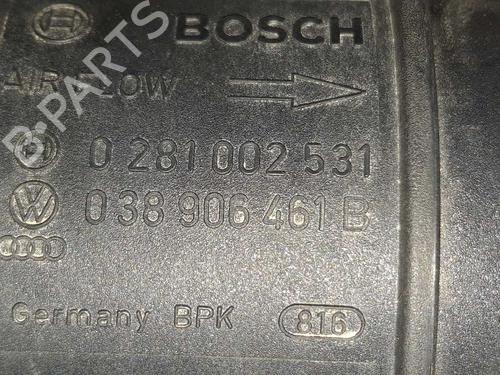 BOSCH
AIR FLOW
0 281 002 531
038 906 461 B
Germany BPK 816
B-PARTS